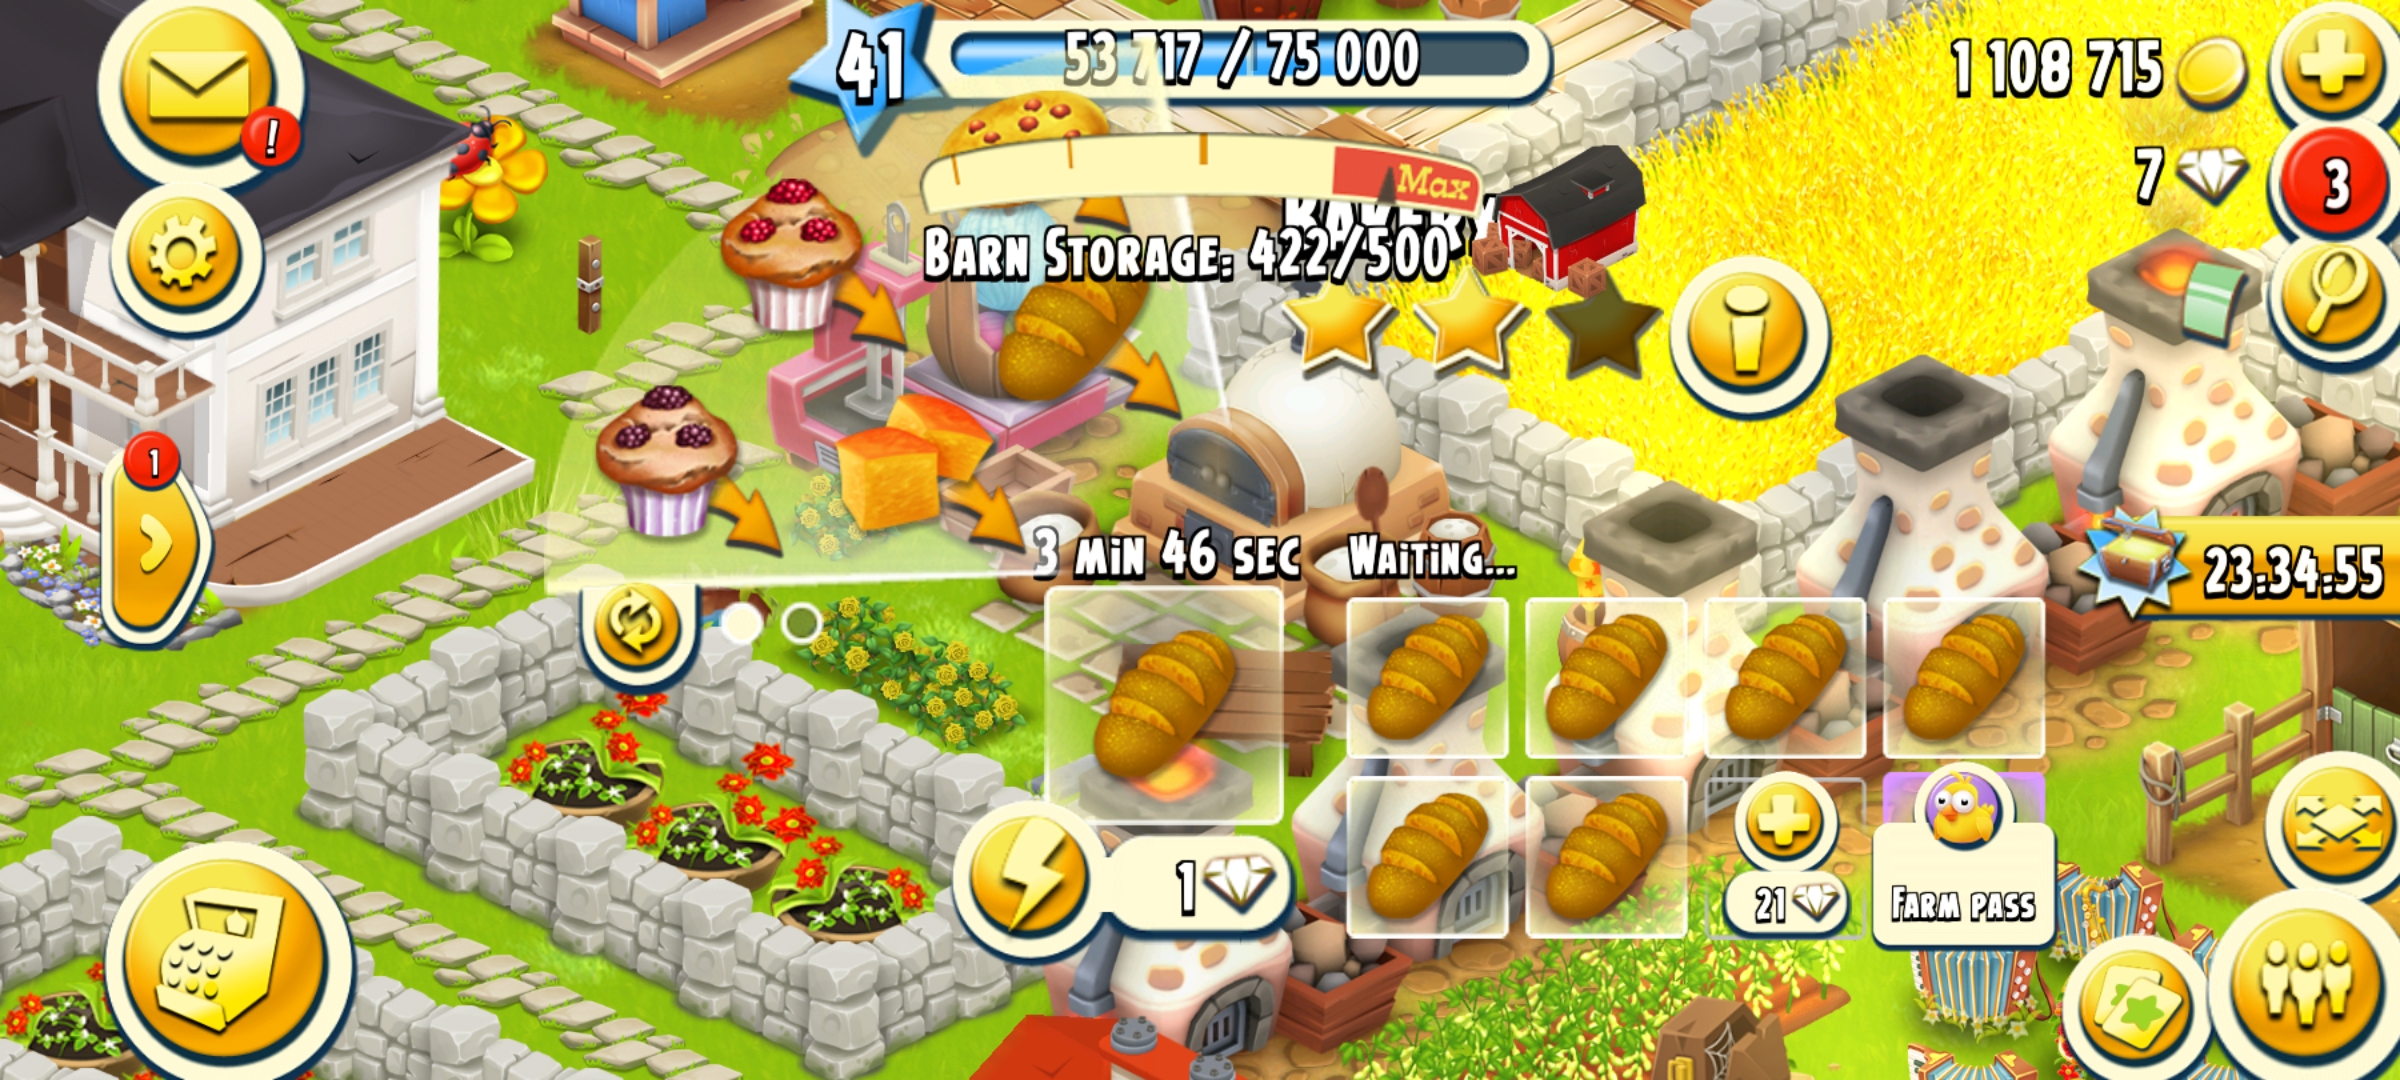 41
53 717 / 75 000
1 108 715
!
7
3
Max
BAKERY
BARN STORAGE: 422/500
1
3 MIN 46 SEC
WAITING...
23:34:55
1
21
FARM PASS